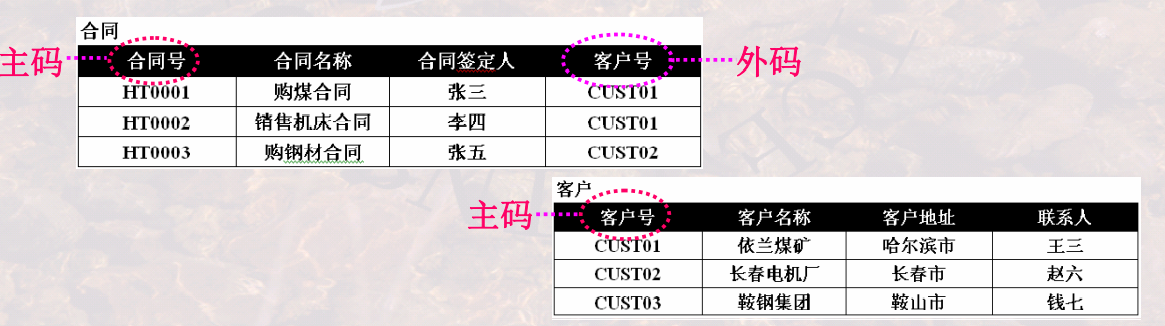 合同
主码 合同号 合同名称 合同签定人 客户号 外码
HT0001 购煤合同 张三 CUST01
HT0002 销售机床合同 李四 CUST01
HT0003 购钢材合同 张五 CUST02
客户
主码 客户号 客户名称 客户地址 联系人
CUST01 依兰煤矿 哈尔滨市 王三
CUST02 长春电机厂 长春市 赵六
CUST03 鞍钢集团 鞍山市 钱七